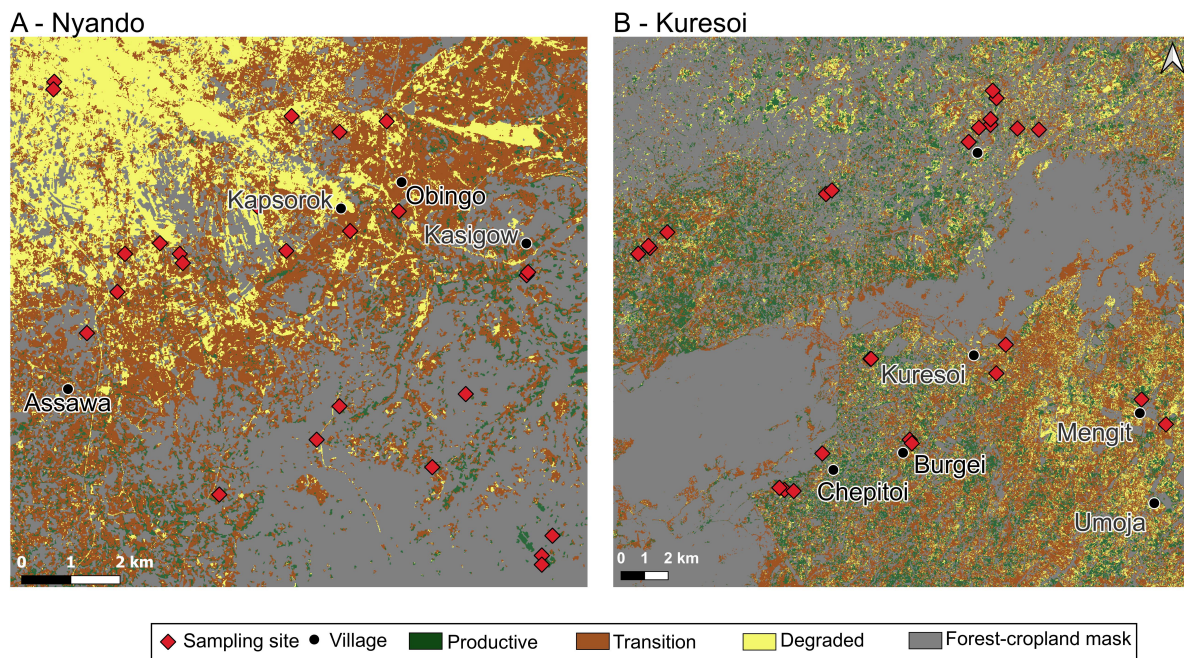 A - Nyando
B - Kuresoi
Kapsorok
Obingo
Kasigow
Assawa
0 1 2 km
Kuresoi
Mengit
Burgei
Chepitoi
Umoja
0 1 2 km
Sampling site Village Productive Transition Degraded Forest-cropland mask